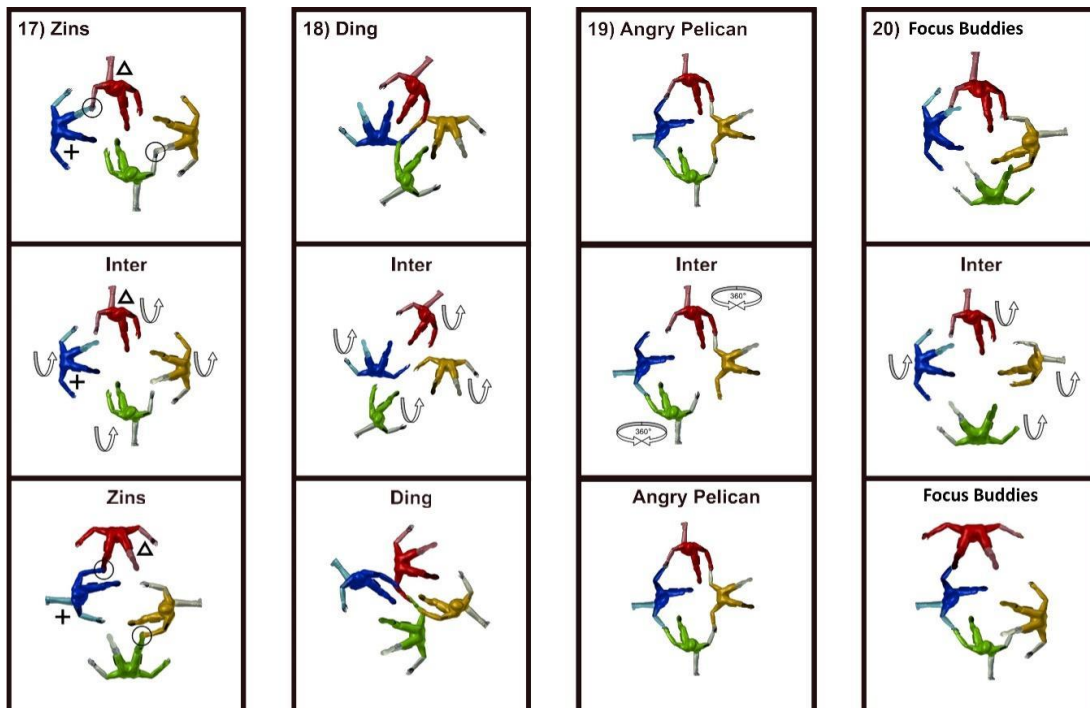 17) Zins
Inter
Zins
18) Ding
Inter
Ding
19) Angry Pelican
Inter
360°
360°
Angry Pelican
20) Focus Buddies
Inter
Focus Buddies